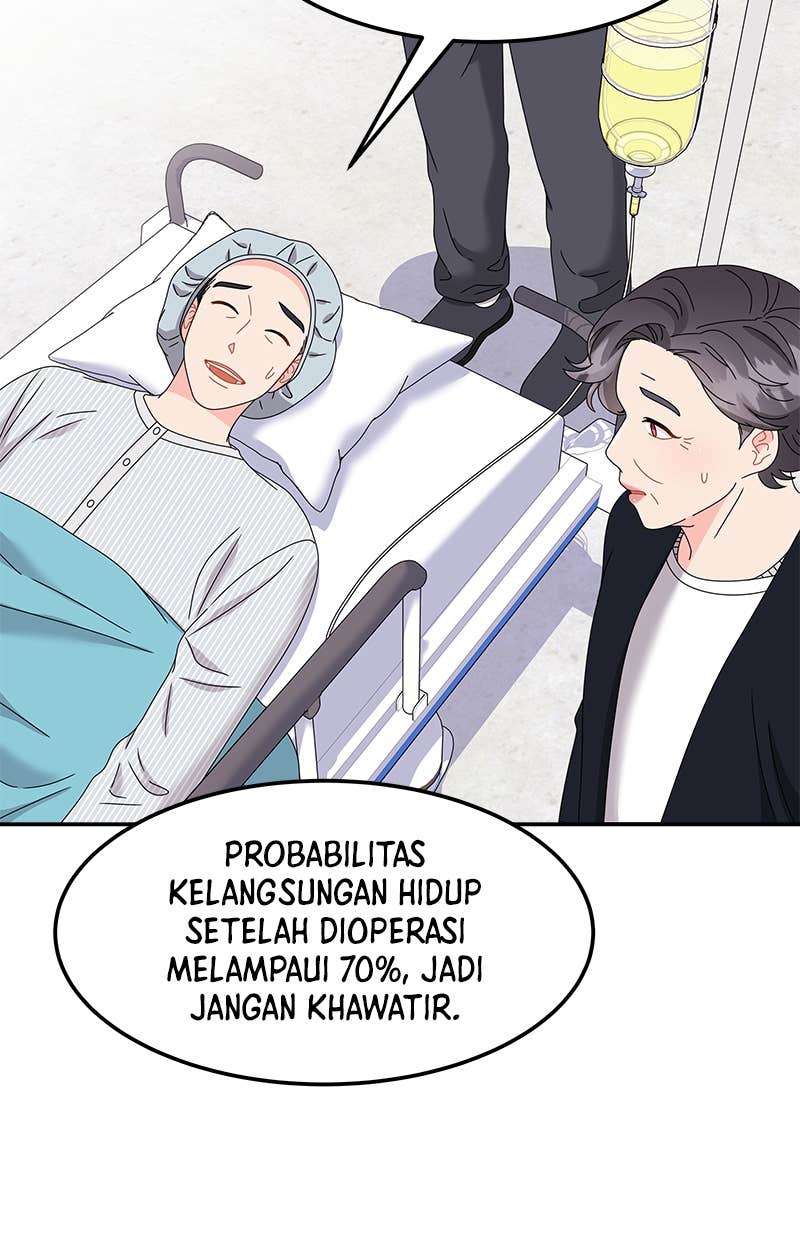 PROBABILITAS
KELANGSUNGAN HIDUP
SETELAH DIOPERASI
MELAMPAUI 70%, JADI
JANGAN KHAWATIR.